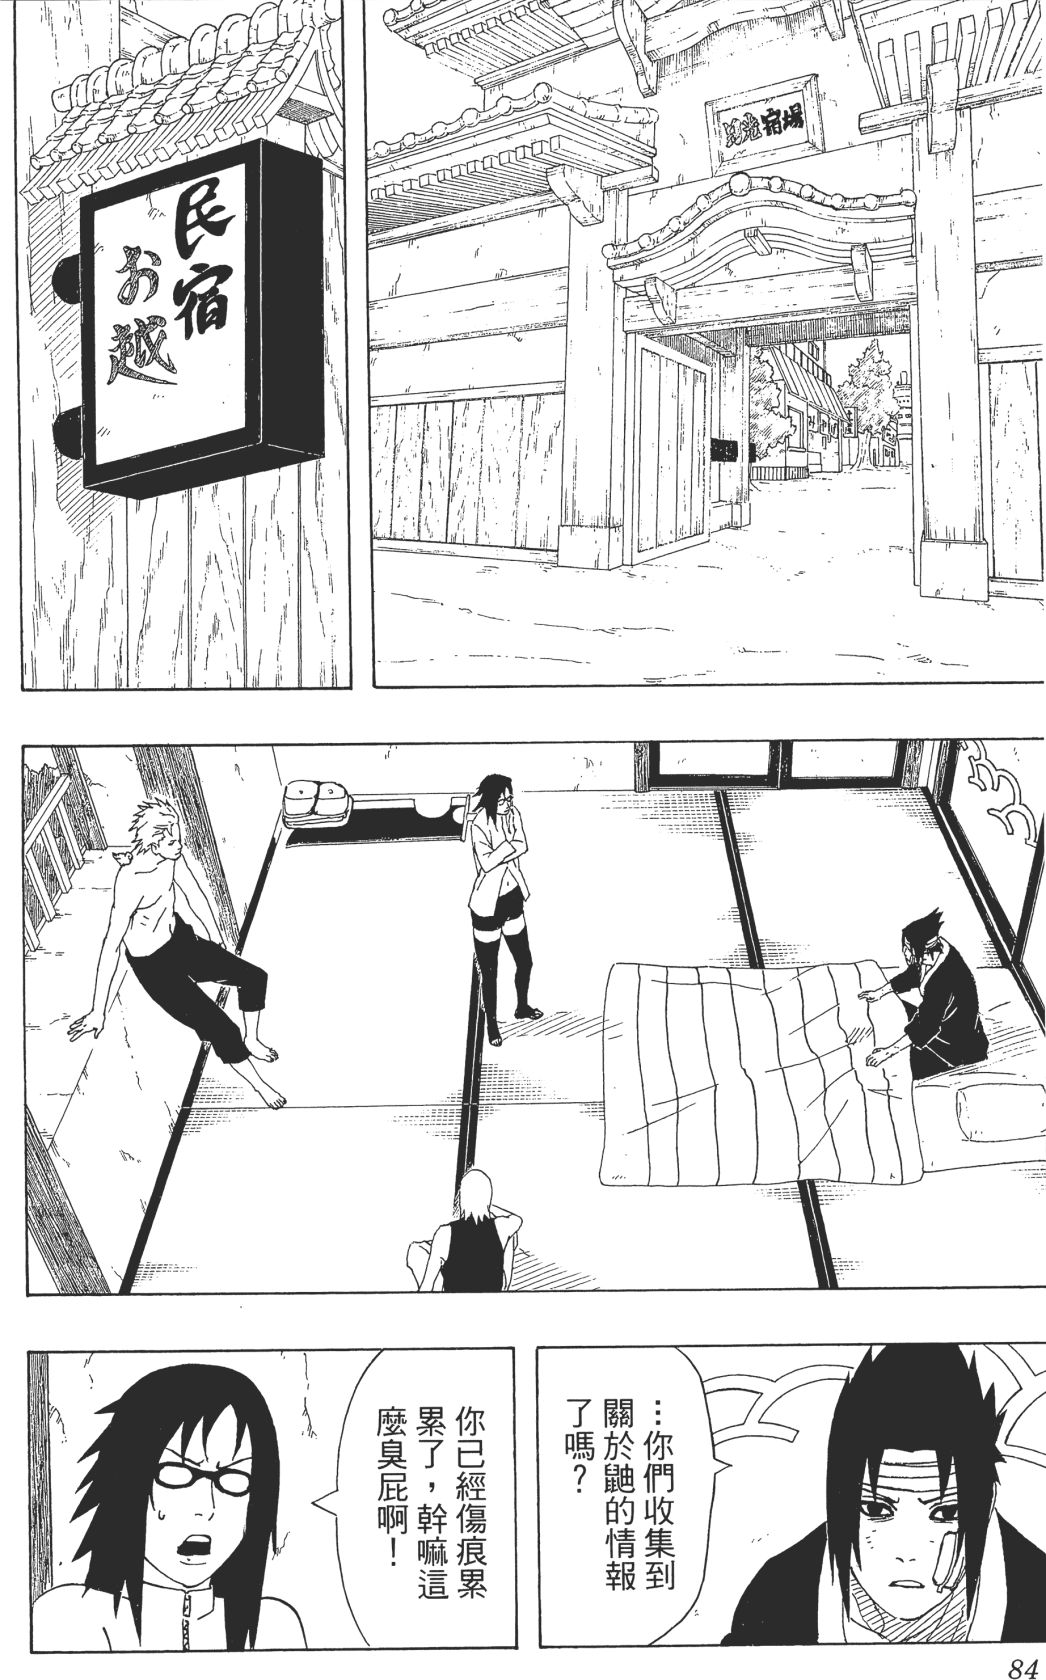 宿場
民宿
お越
…你們收集到
關於鼬的情報
了嗎？
你已經傷痕累
累了，幹嘛這
麼臭屁啊！
84